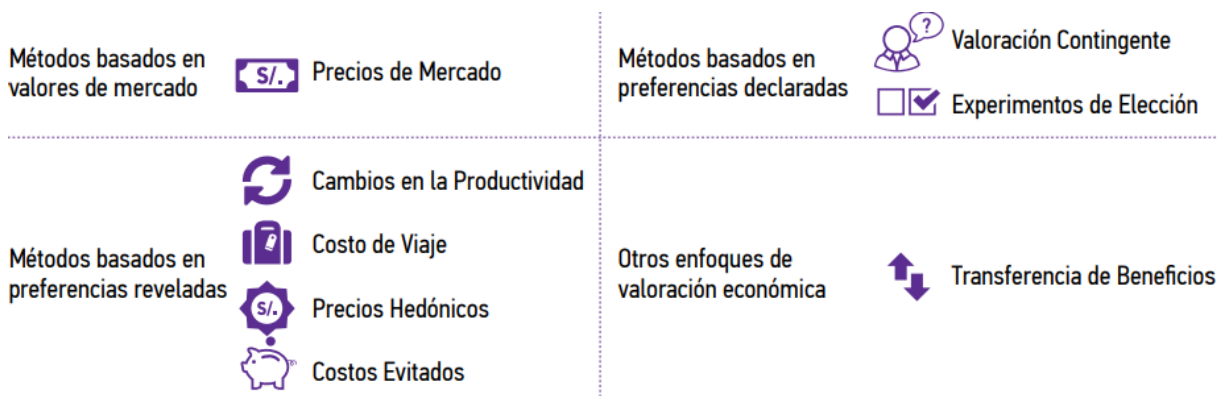 Métodos basados en
valores de mercado
S/.
Precios de Mercado
Métodos basados en
preferencias declaradas
?
Valoración Contingente
Experimentos de Elección
Métodos basados en
preferencias reveladas
Cambios en la Productividad
Costo de Viaje
S/.
Precios Hedónicos
Costos Evitados
Otros enfoques de
valoración económica
Transferencia de Beneficios